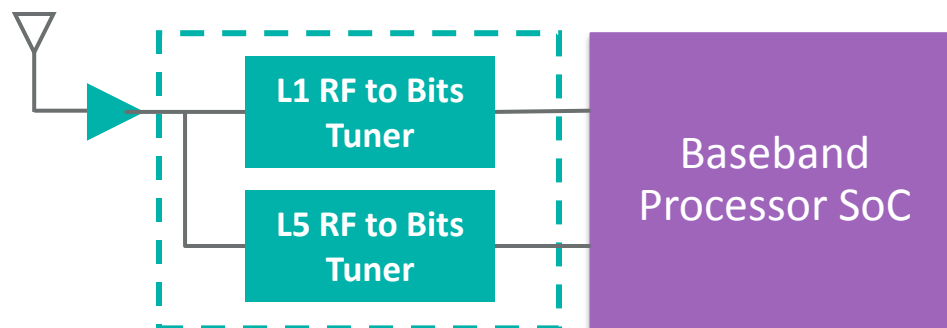 L1 RF to Bits
Tuner
Baseband
Processor SoC
L5 RF to Bits
Tuner